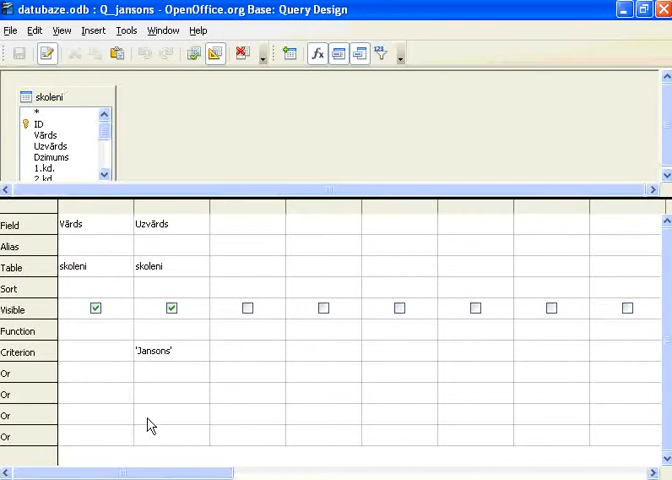 datubaze.odb : Q_jansons - OpenOffice.org Base: Query Design
File Edit View Insert Tools Window Help
skoleni
*
ID
Vārds
Uzvārds
Dzimums
1.kd.
2.kd.
Field Vārds Uzvārds
Alias
Table skoleni skoleni
Sort
Visible
Function
Criterion 'Jansons'
Or
Or
Or
Or